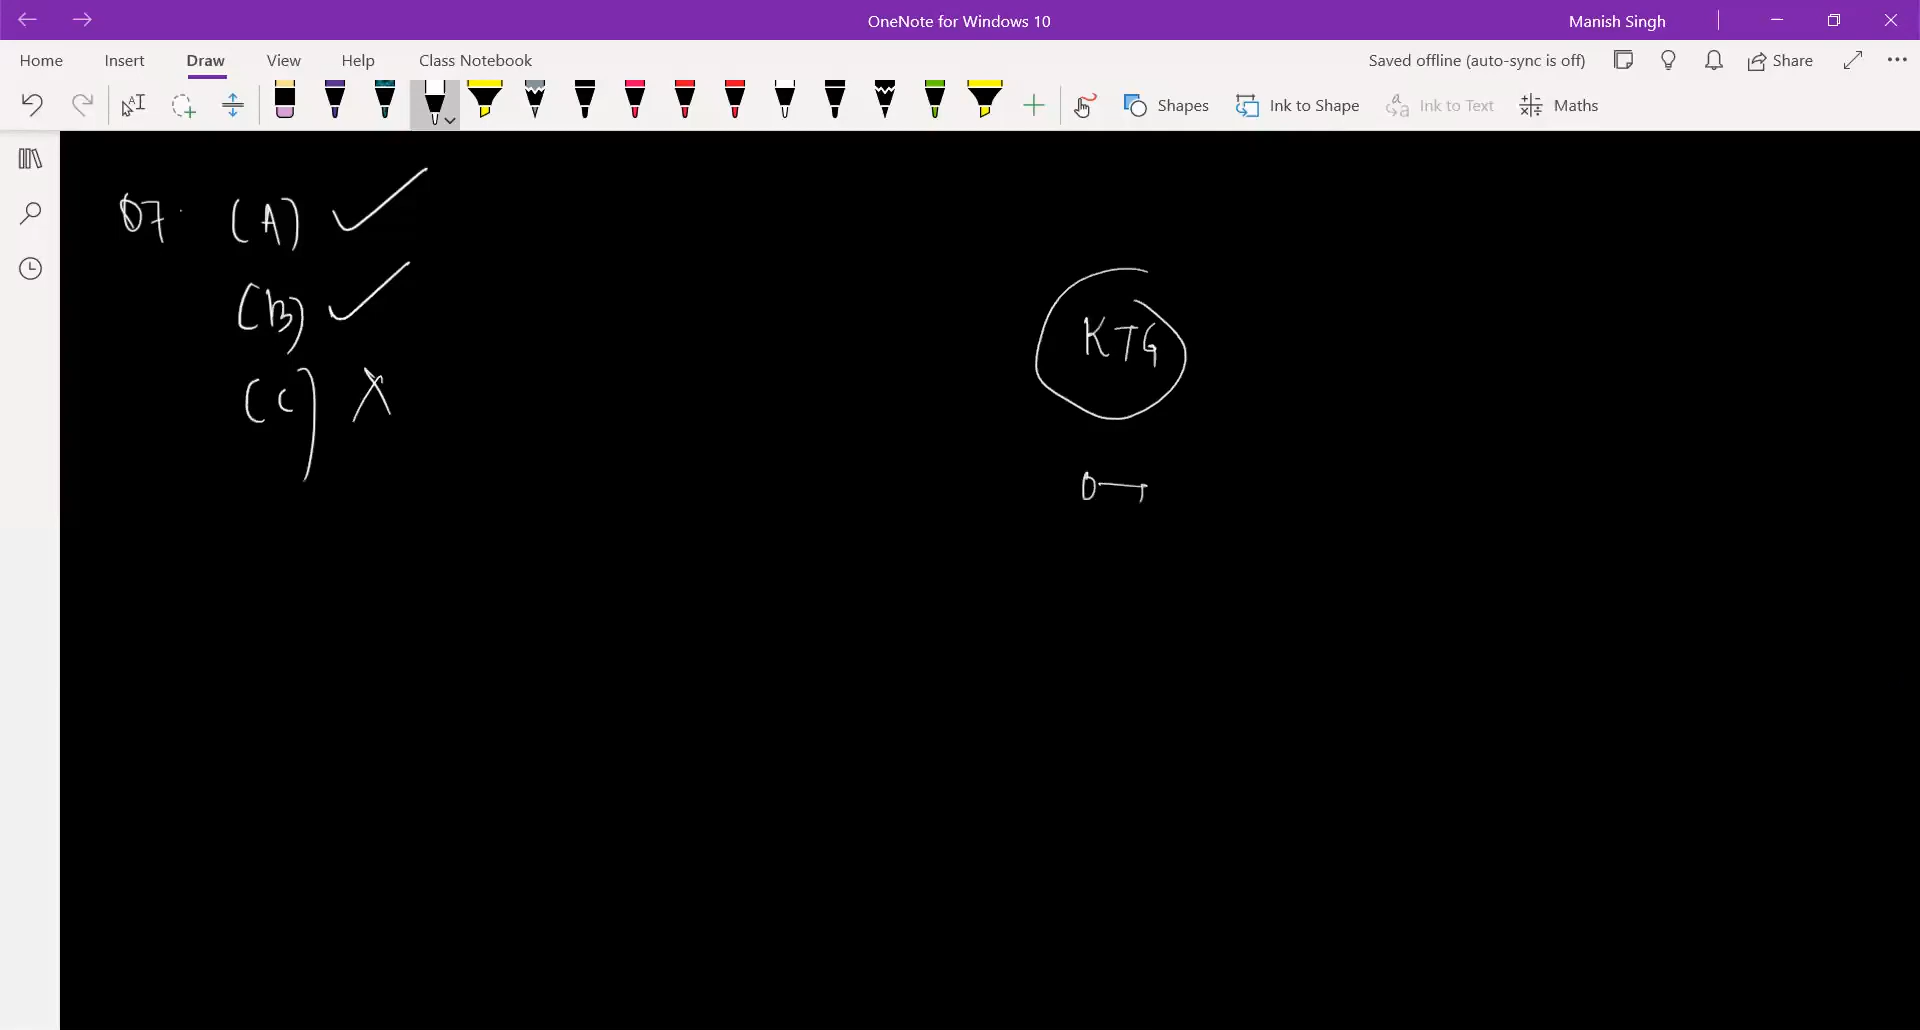 OneNote for Windows 10
Manish Singh
Home Insert Draw View Help Class Notebook
Saved offline (auto-sync is off) Share
Shapes Ink to Shape Ink to Text Maths
Q7. (A) ✓
(B) ✓
(C) X
KTG